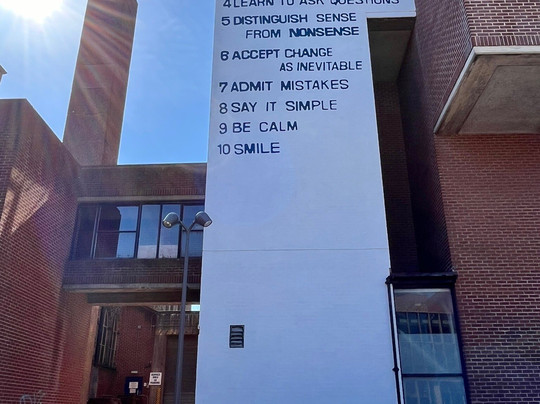 4 LEARN TO ASK QUESTIONS
5 DISTINGUISH SENSE
FROM NONSENSE
6 ACCEPT CHANGE
AS INEVITABLE
7 ADMIT MISTAKES
8 SAY IT SIMPLE
9 BE CALM
10 SMILE